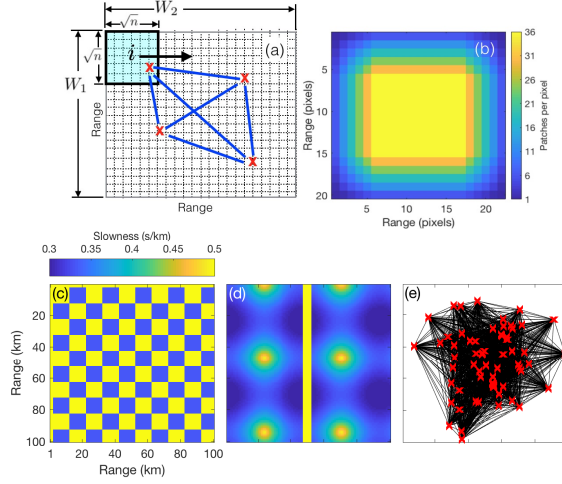 W₂
√n
(a)
√n
i
W₁
Range
Range
(b)
5
10
15
20
Range (pixels)
5
10
15
20
Range (pixels)
36
31
26
21
16
11
6
1
Patches per pixel
Slowness (s/km)
0.3
0.35
0.4
0.45
0.5
(c)
20
40
60
80
100
Range (km)
1
20
40
60
80
100
Range (km)
(d)
(e)